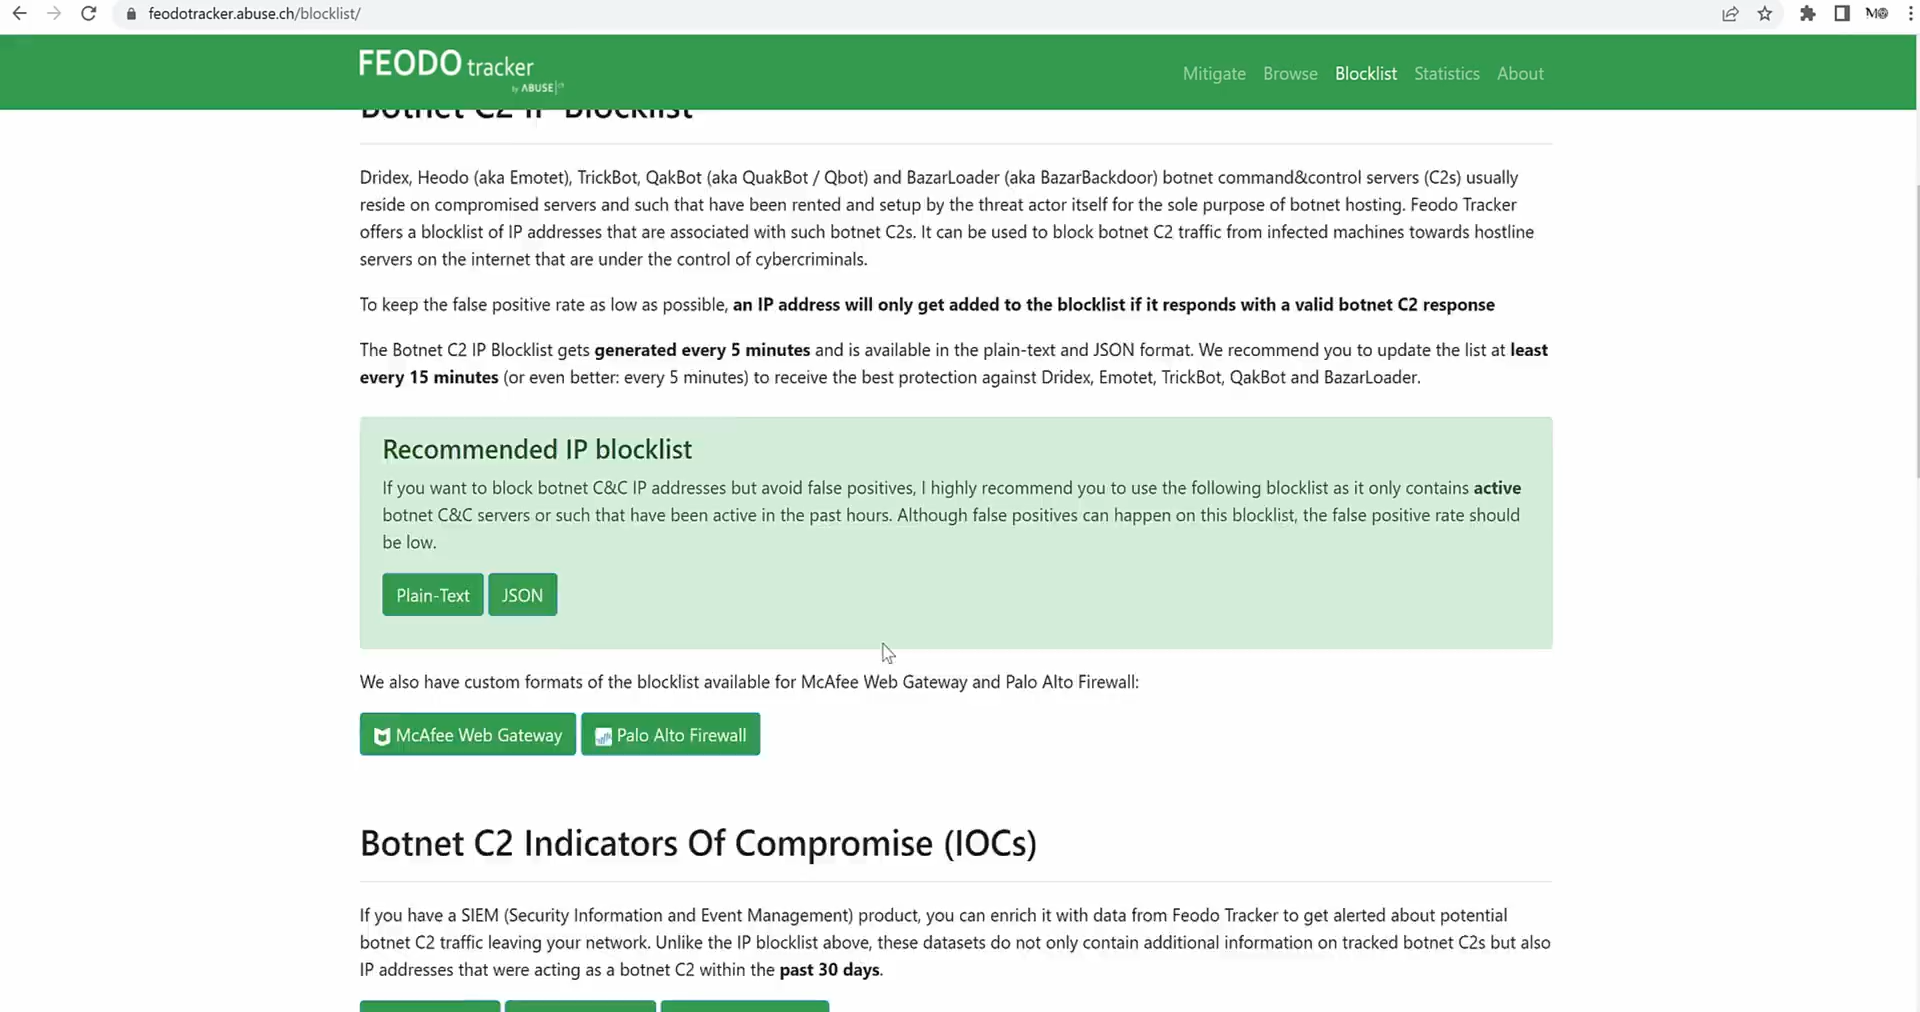 feodotracker.abuse.ch/blocklist/
FEODO tracker
by ABUSE|ch
Mitigate Browse Blocklist Statistics About
Botnet C2 IP Blocklist
Dridex, Heodo (aka Emotet), TrickBot, QakBot (aka QuakBot / Qbot) and BazarLoader (aka BazarBackdoor) botnet command&control servers (C2s) usually
reside on compromised servers and such that have been rented and setup by the threat actor itself for the sole purpose of botnet hosting. Feodo Tracker
offers a blocklist of IP addresses that are associated with such botnet C2s. It can be used to block botnet C2 traffic from infected machines towards hostline
servers on the internet that are under the control of cybercriminals.
To keep the false positive rate as low as possible, an IP address will only get added to the blocklist if it responds with a valid botnet C2 response
The Botnet C2 IP Blocklist gets generated every 5 minutes and is available in the plain-text and JSON format. We recommend you to update the list at least
every 15 minutes (or even better: every 5 minutes) to receive the best protection against Dridex, Emotet, TrickBot, QakBot and BazarLoader.
Recommended IP blocklist
If you want to block botnet C&C IP addresses but avoid false positives, I highly recommend you to use the following blocklist as it only contains active
botnet C&C servers or such that have been active in the past hours. Although false positives can happen on this blocklist, the false positive rate should
be low.
Plain-Text JSON
We also have custom formats of the blocklist available for McAfee Web Gateway and Palo Alto Firewall:
McAfee Web Gateway Palo Alto Firewall
Botnet C2 Indicators Of Compromise (IOCs)
If you have a SIEM (Security Information and Event Management) product, you can enrich it with data from Feodo Tracker to get alerted about potential
botnet C2 traffic leaving your network. Unlike the IP blocklist above, these datasets do not only contain additional information on tracked botnet C2s but also
IP addresses that were acting as a botnet C2 within the past 30 days.